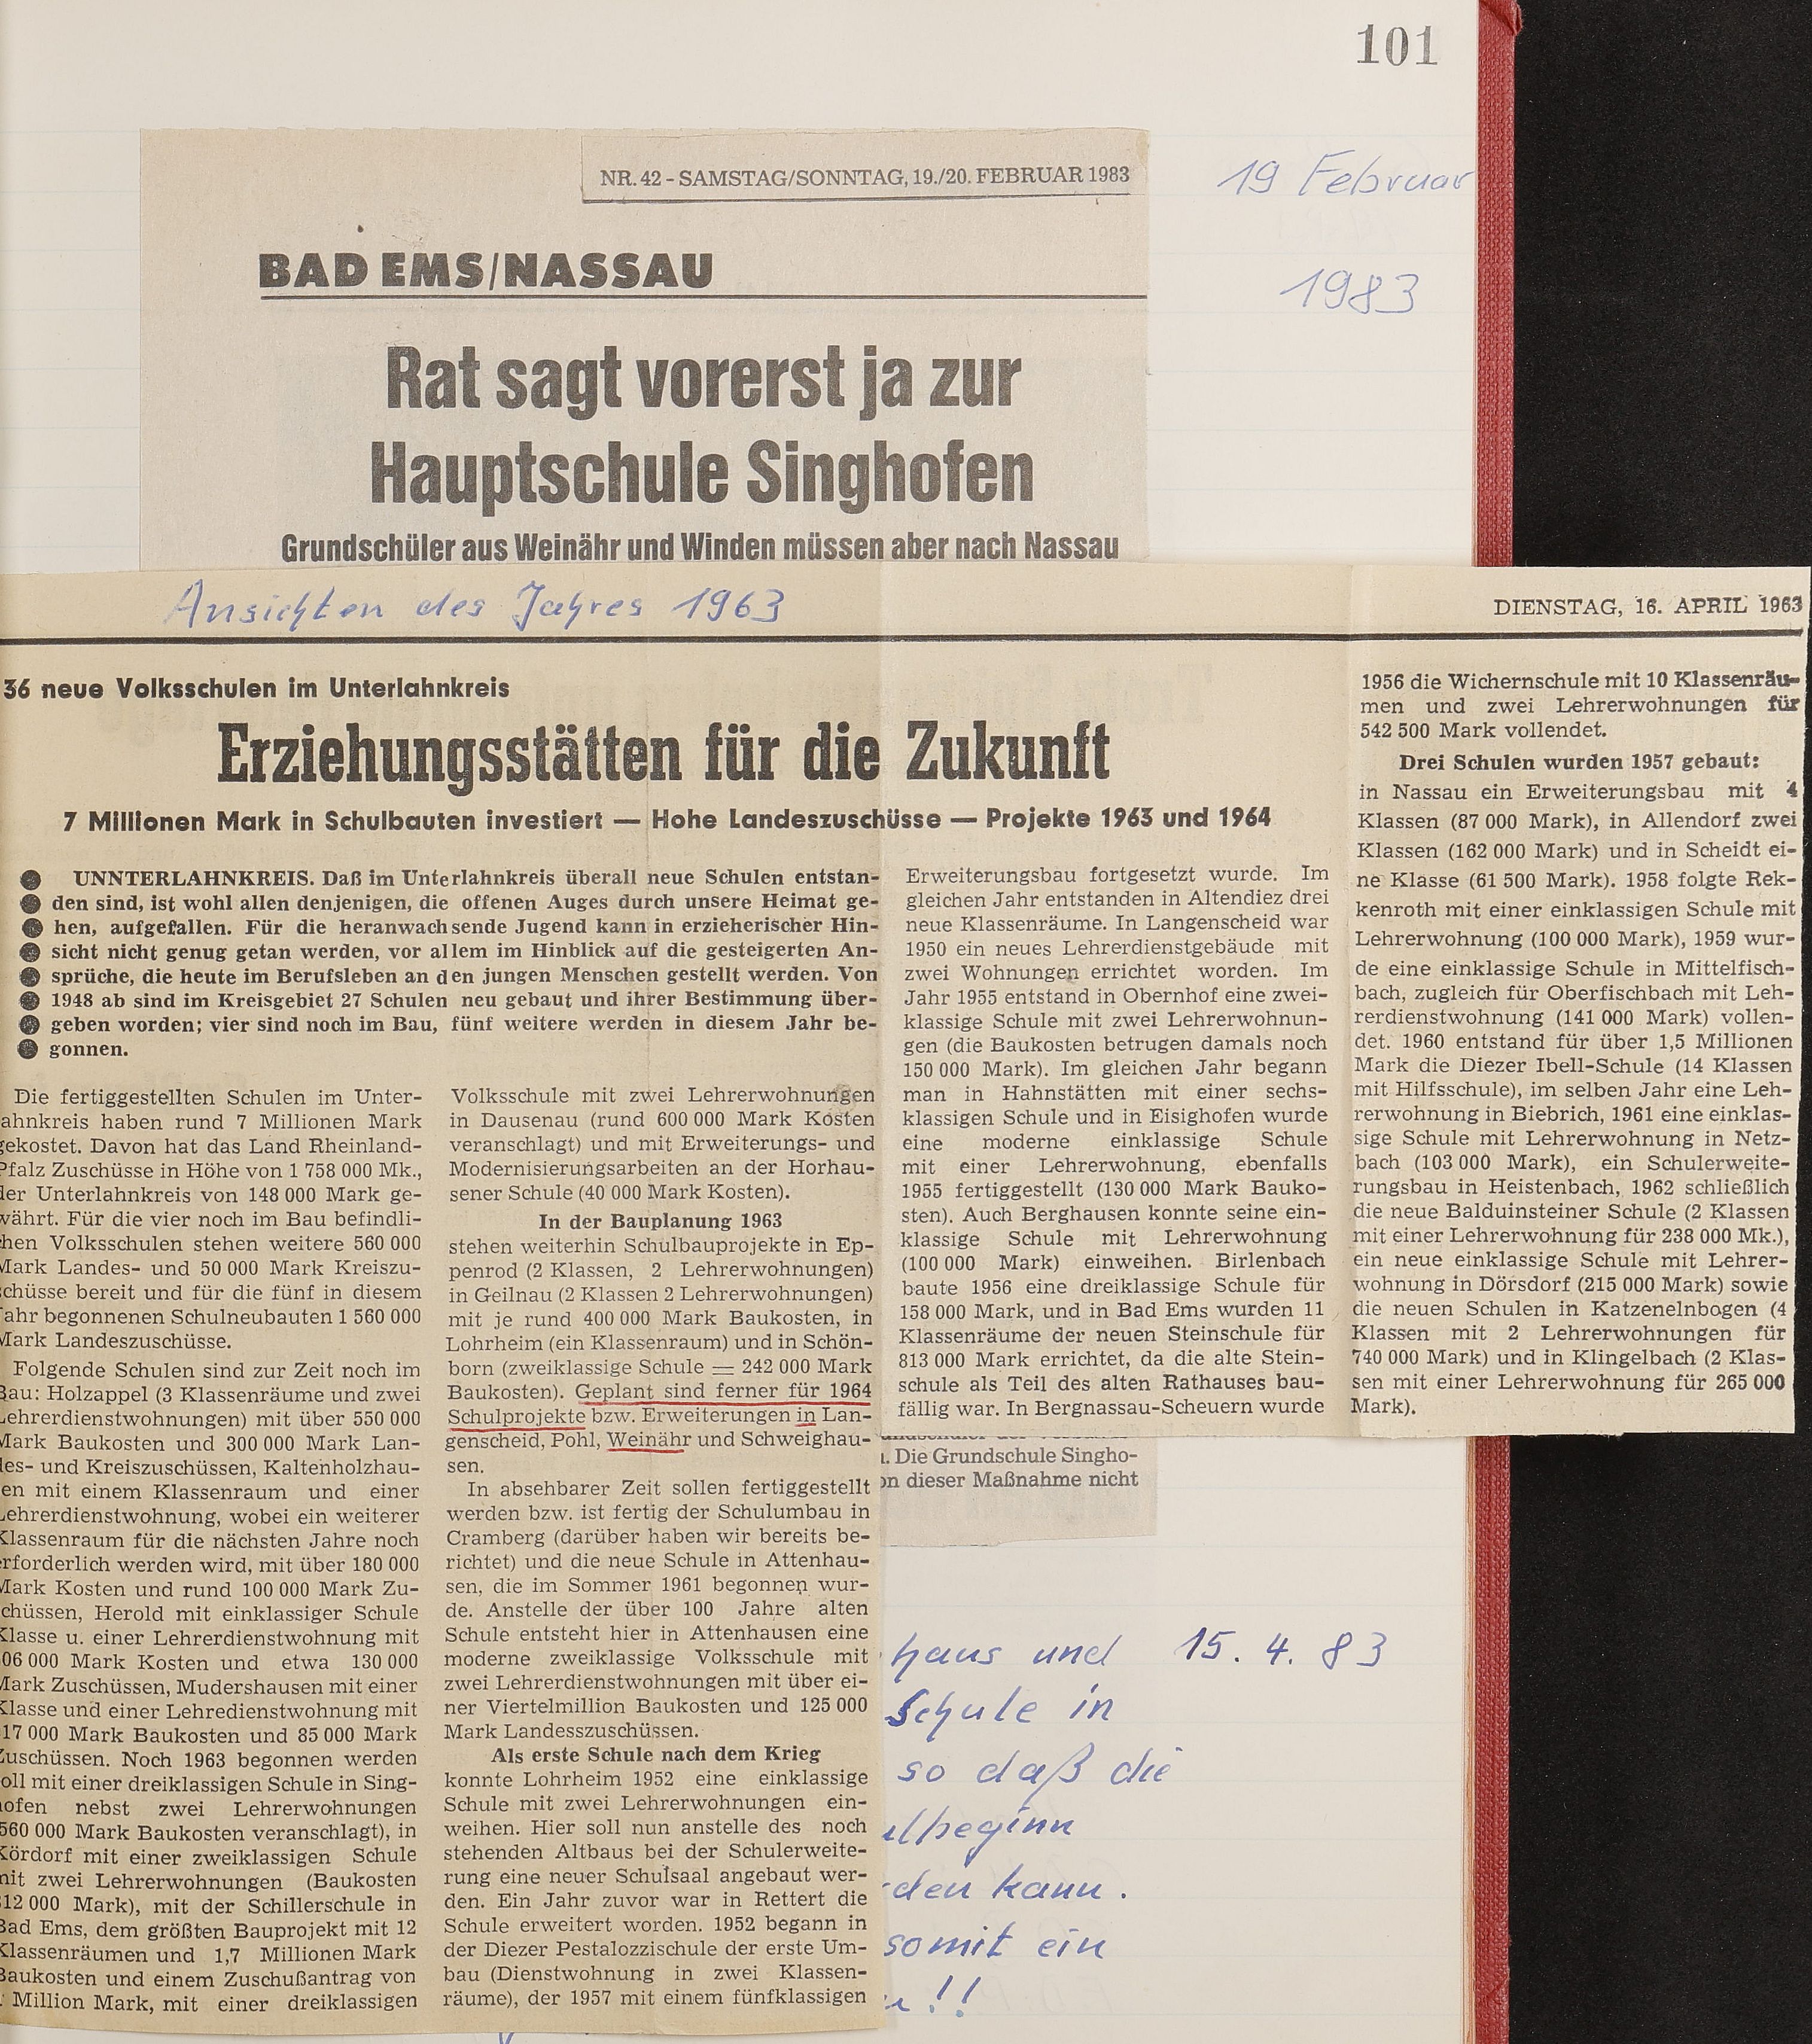 101
NR. 42 - SAMSTAG/SONNTAG, 19./20. FEBRUAR 1983
19 Februar
1983
BAD EMS/NASSAU
Rat sagt vorerst ja zur
Hauptschule Singhofen
Grundschüler aus Weinähr und Winden müssen aber nach Nassau
Ansichten des Jahres 1963
DIENSTAG, 16. APRIL 1963
36 neue Volksschulen im Unterlahnkreis
Erziehungsstätten für die Zukunft
7 Millionen Mark in Schulbauten investiert — Hohe Landeszuschüsse — Projekte 1963 und 1964
UNNTERLAHNKREIS. Daß im Unterlahnkreis überall neue Schulen entstan-
den sind, ist wohl allen denjenigen, die offenen Auges durch unsere Heimat ge-
hen, aufgefallen. Für die heranwachsende Jugend kann in erzieherischer Hin-
sicht nicht genug getan werden, vor allem im Hinblick auf die gesteigerten An-
sprüche, die heute im Berufsleben an den jungen Menschen gestellt werden. Von
1948 ab sind im Kreisgebiet 27 Schulen neu gebaut und ihrer Bestimmung über-
geben worden; vier sind noch im Bau, fünf weitere werden in diesem Jahr be-
gonnen.
Die fertiggestellten Schulen im Unter-
ahnkreis haben rund 7 Millionen Mark
gekostet. Davon hat das Land Rheinland-
Pfalz Zuschüsse in Höhe von 1 758 000 Mk.,
der Unterlahnkreis von 148 000 Mark ge-
währt. Für die vier noch im Bau befindli-
chen Volksschulen stehen weitere 560 000
Mark Landes- und 50 000 Mark Kreiszu-
chüsse bereit und für die fünf in diesem
Jahr begonnenen Schulneubauten 1 560 000
Mark Landeszuschüsse.
Folgende Schulen sind zur Zeit noch im
Bau: Holzappel (3 Klassenräume und zwei
Lehrerdienstwohnungen) mit über 550 000
Mark Baukosten und 300 000 Mark Lan-
des- und Kreiszuschüssen, Kaltenholzhau-
en mit einem Klassenraum und einer
Lehrerdienstwohnung, wobei ein weiterer
Klassenraum für die nächsten Jahre noch
erforderlich werden wird, mit über 180 000
Mark Kosten und rund 100 000 Mark Zu-
chüssen, Herold mit einklassiger Schule
Klasse u. einer Lehrerdienstwohnung mit
06 000 Mark Kosten und etwa 130 000
Mark Zuschüssen, Mudershausen mit einer
Klasse und einer Lehredienstwohnung mit
17 000 Mark Baukosten und 85 000 Mark
Zuschüssen. Noch 1963 begonnen werden
oll mit einer dreiklassigen Schule in Sing-
ofen nebst zwei Lehrerwohnungen
560 000 Mark Baukosten veranschlagt), in
Kördorf mit einer zweiklassigen Schule
mit zwei Lehrerwohnungen (Baukosten
12 000 Mark), mit der Schillerschule in
Bad Ems, dem größten Bauprojekt mit 12
Klassenräumen und 1,7 Millionen Mark
Baukosten und einem Zuschußantrag von
Million Mark, mit einer dreiklassigen
Volksschule mit zwei Lehrerwohnungen
in Dausenau (rund 600 000 Mark Kosten
veranschlagt) und mit Erweiterungs- und
Modernisierungsarbeiten an der Horhau-
sener Schule (40 000 Mark Kosten).
In der Bauplanung 1963
stehen weiterhin Schulbauprojekte in Ep-
penrod (2 Klassen, 2 Lehrerwohnungen)
in Geilnau (2 Klassen 2 Lehrerwohnungen)
mit je rund 400 000 Mark Baukosten, in
Lohrheim (ein Klassenraum) und in Schön-
born (zweiklassige Schule = 242 000 Mark
Baukosten). Geplant sind ferner für 1964
Schulprojekte bzw. Erweiterungen in Lan-
genscheid, Pohl, Weinähr und Schweighau-
sen.
In absehbarer Zeit sollen fertiggestellt
werden bzw. ist fertig der Schulumbau in
Cramberg (darüber haben wir bereits be-
richtet) und die neue Schule in Attenhau-
sen, die im Sommer 1961 begonnen wur-
de. Anstelle der über 100 Jahre alten
Schule entsteht hier in Attenhausen eine
moderne zweiklassige Volksschule mit
zwei Lehrerdienstwohnungen mit über ei-
ner Viertelmillion Baukosten und 125 000
Mark Landesszuschüssen.
Als erste Schule nach dem Krieg
konnte Lohrheim 1952 eine einklassige
Schule mit zwei Lehrerwohnungen ein-
weihen. Hier soll nun anstelle des noch
stehenden Altbaus bei der Schulerweite-
rung eine neuer Schulsaal angebaut wer-
den. Ein Jahr zuvor war in Rettert die
Schule erweitert worden. 1952 begann in
der Diezer Pestalozzischule der erste Um-
bau (Dienstwohnung in zwei Klassen-
räume), der 1957 mit einem fünfklassigen
Erweiterungsbau fortgesetzt wurde. Im
gleichen Jahr entstanden in Altendiez drei
neue Klassenräume. In Langenscheid war
1950 ein neues Lehrerdienstgebäude mit
zwei Wohnungen errichtet worden. Im
Jahr 1955 entstand in Obernhof eine zwei-
klassige Schule mit zwei Lehrerwohnun-
gen (die Baukosten betrugen damals noch
150 000 Mark). Im gleichen Jahr begann
man in Hahnstätten mit einer sechs-
klassigen Schule und in Eisighofen wurde
eine moderne einklassige Schule
mit einer Lehrerwohnung, ebenfalls
1955 fertiggestellt (130 000 Mark Bauko-
sten). Auch Berghausen konnte seine ein-
klassige Schule mit Lehrerwohnung
(100 000 Mark) einweihen. Birlenbach
baute 1956 eine dreiklassige Schule für
158 000 Mark, und in Bad Ems wurden 11
Klassenräume der neuen Steinschule für
813 000 Mark errichtet, da die alte Stein-
schule als Teil des alten Rathauses bau-
fällig war. In Bergnassau-Scheuern wurde
1956 die Wichernschule mit 10 Klassenräu-
men und zwei Lehrerwohnungen für
542 500 Mark vollendet.
Drei Schulen wurden 1957 gebaut:
in Nassau ein Erweiterungsbau mit 4
Klassen (87 000 Mark), in Allendorf zwei
Klassen (162 000 Mark) und in Scheidt ei-
ne Klasse (61 500 Mark). 1958 folgte Rek-
kenroth mit einer einklassigen Schule mit
Lehrerwohnung (100 000 Mark), 1959 wur-
de eine einklassige Schule in Mittelfisch-
bach, zugleich für Oberfischbach mit Leh-
rerdienstwohnung (141 000 Mark) vollen-
det. 1960 entstand für über 1,5 Millionen
Mark die Diezer Ibell-Schule (14 Klassen
mit Hilfsschule), im selben Jahr eine Leh-
rerwohnung in Biebrich, 1961 eine einklas-
sige Schule mit Lehrerwohnung in Netz-
bach (103 000 Mark), ein Schulerweite-
rungsbau in Heistenbach, 1962 schließlich
die neue Balduinsteiner Schule (2 Klassen
mit einer Lehrerwohnung für 238 000 Mk.),
ein neue einklassige Schule mit Lehrer-
wohnung in Dörsdorf (215 000 Mark) sowie
die neuen Schulen in Katzenelnbogen (4
Klassen mit 2 Lehrerwohnungen für
740 000 Mark) und in Klingelbach (2 Klas-
sen mit einer Lehrerwohnung für 265 000
Mark).
. Die Grundschule Singho-
on dieser Maßnahme nicht
haus und 15. 4. 83
Schule in
so daß die
lbeginn
den kann.
somit ein
!!